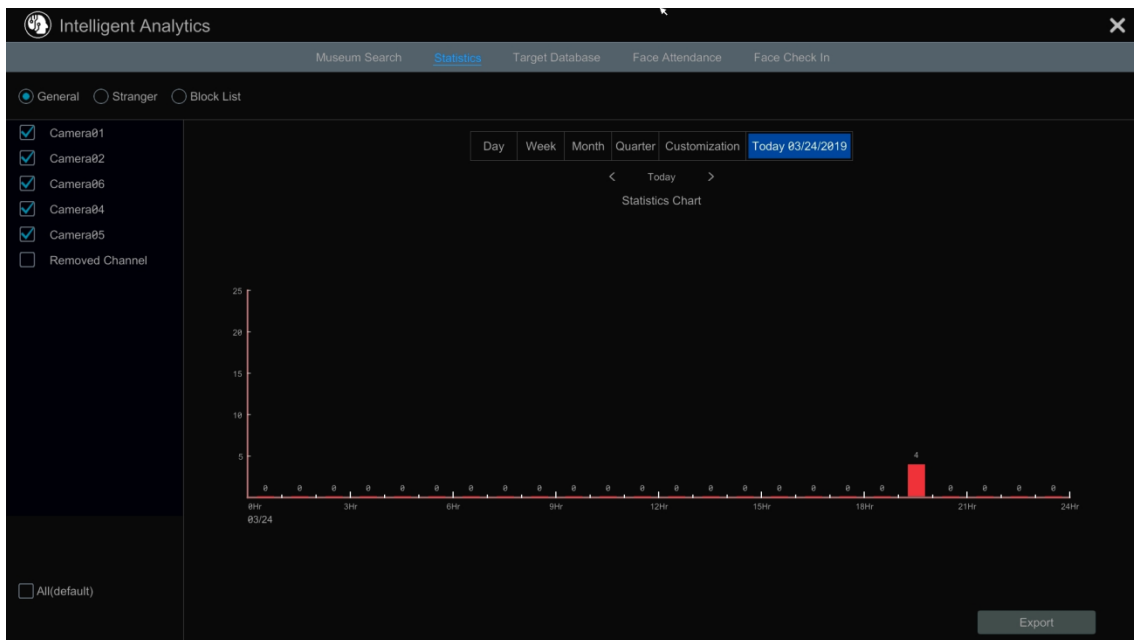 Intelligent Analytics
Museum Search Statistics Target Database Face Attendance Face Check In
General Stranger Block List
Camera01
Camera02
Camera06
Camera04
Camera05
Removed Channel
All(default)
Day Week Month Quarter Customization Today 03/24/2019
< Today >
Statistics Chart
25
20
15
10
5
4
0 0 0 0 0 0 0 0 0 0 0 0 0 0 0 0 0 0 0 0 0 0 0
0Hr 3Hr 6Hr 9Hr 12Hr 15Hr 18Hr 21Hr 24Hr
03/24
Export